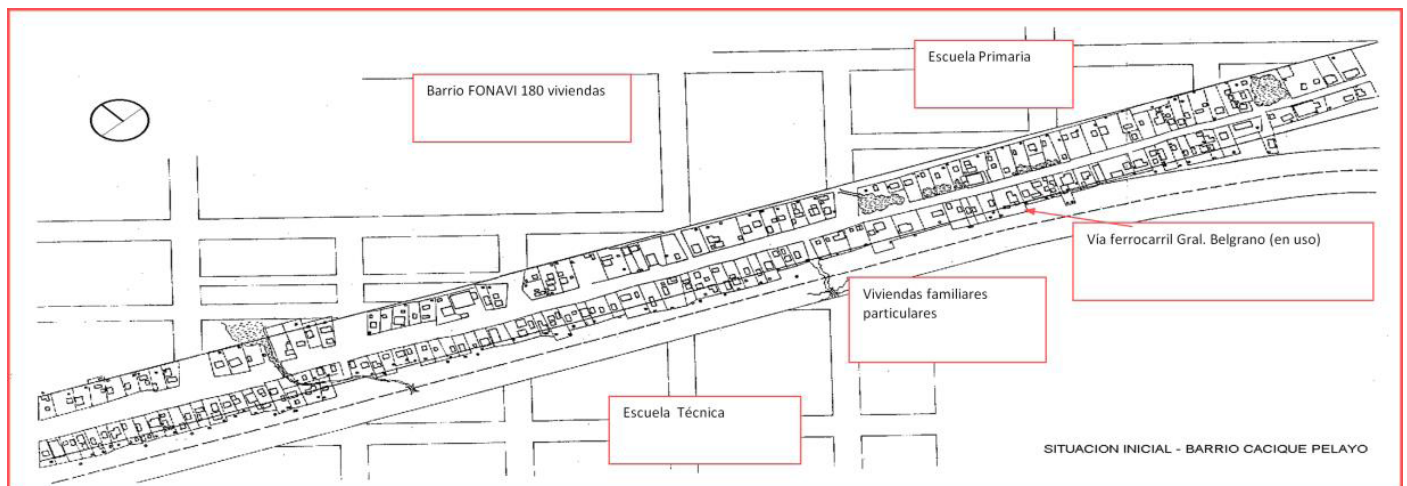 Escuela Primaria
Barrio FONAVI 180 viviendas
Vía ferrocarril Gral. Belgrano (en uso)
Viviendas familiares
particulares
Escuela  Técnica
SITUACION INICIAL - BARRIO CACIQUE PELAYO